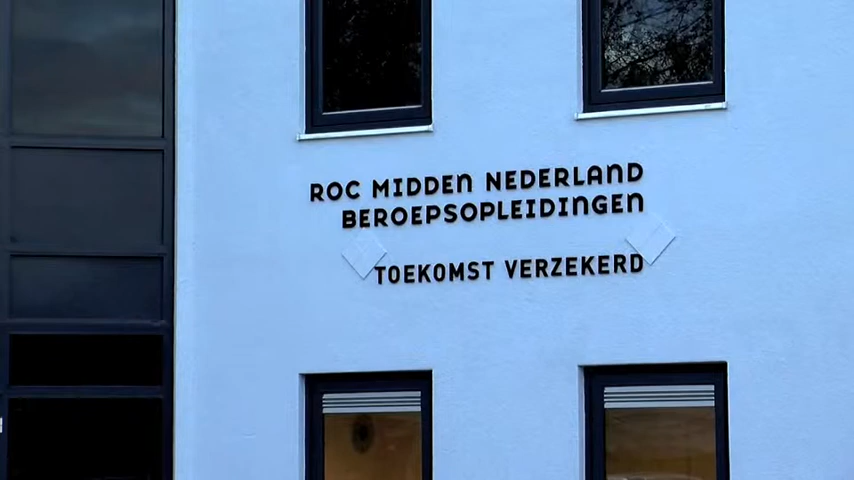 ROC MIDDEN NEDERLAND
BEROEPSOPLEIDINGEN
TOEKOMST VERZEKERD